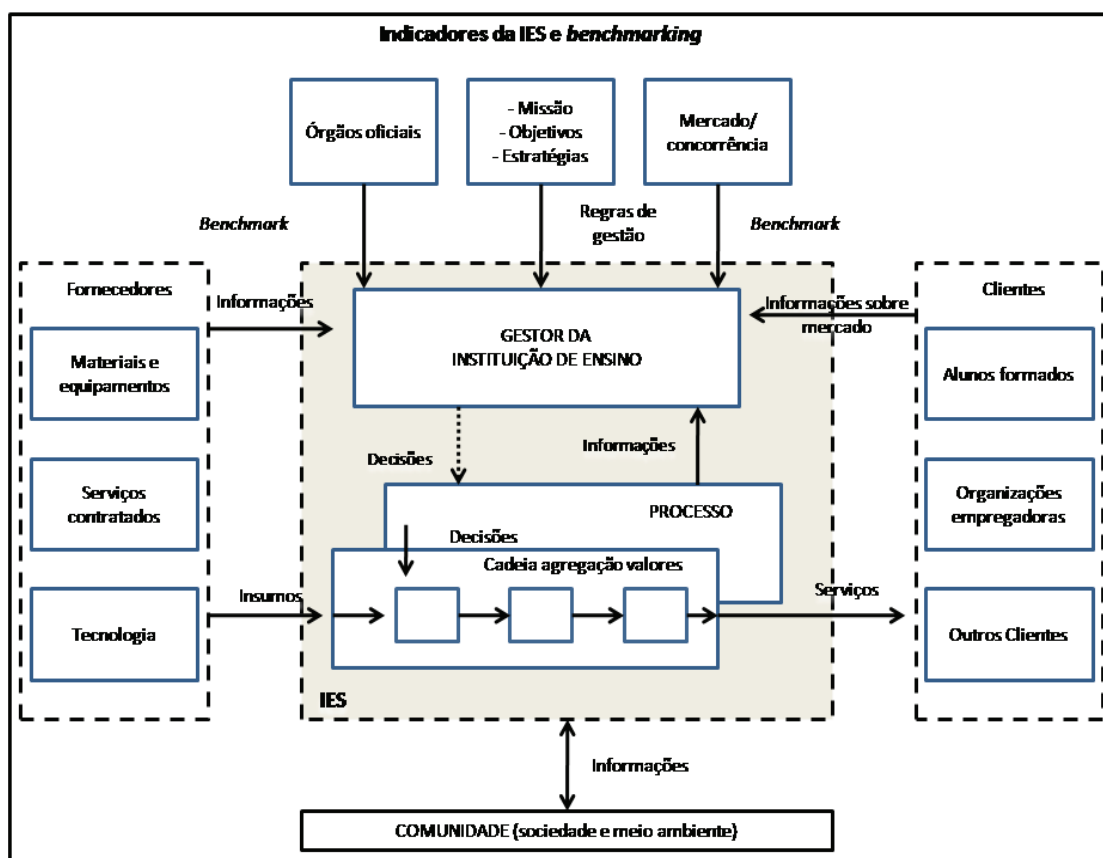 Indicadores da IES e benchmarking
Órgãos oficiais
- Missão
- Objetivos
- Estratégias
Mercado/
concorrência
Benchmark
Regras de
gestão
Benchmark
Fornecedores
Informações
Materiais e
equipamentos
Serviços
contratados
Insumos
Tecnologia
GESTOR DA
INSTITUIÇÃO DE ENSINO
Decisões
Informações
PROCESSO
Decisões
Cadeia agregação valores
IES
Informações sobre
mercado
Clientes
Alunos formados
Organizações
empregadoras
Serviços
Outros Clientes
Informações
COMUNIDADE (sociedade e meio ambiente)